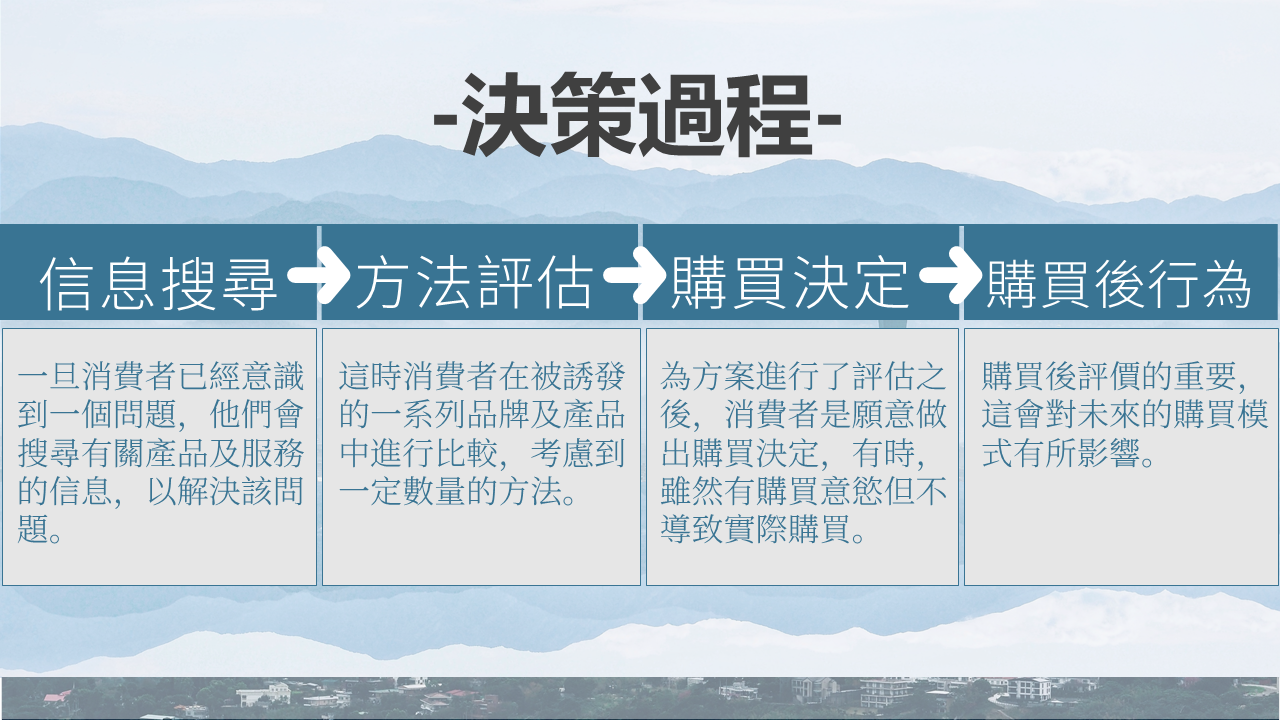 -決策過程-
信息搜尋
方法評估
購買決定
購買後行為
一旦消費者已經意識
到一個問題，他們會
搜尋有關產品及服務
的信息，以解決該問
題。
這時消費者在被誘發
的一系列品牌及產品
中進行比較，考慮到
一定數量的方法。
為方案進行了評估之
後，消費者是願意做
出購買決定，有時，
雖然有購買意慾但不
導致實際購買。
購買後評價的重要，
這會對未來的購買模
式有所影響。